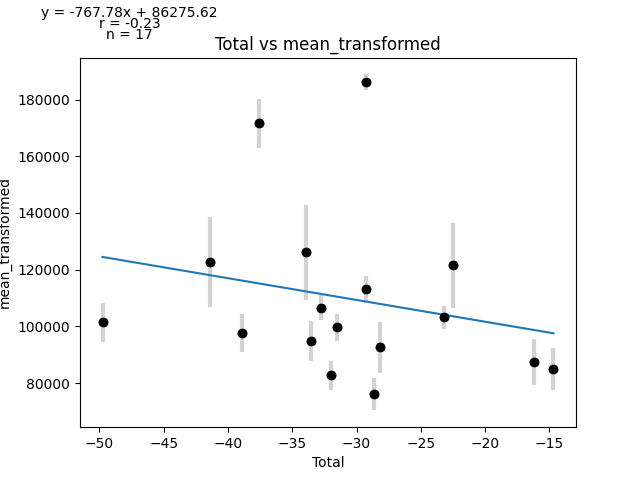 y = -767.78x + 86275.62
r = -0.23
n = 17
Total vs mean_transformed
180000
160000
140000
120000
100000
80000
mean_transformed
−50
−45
−40
−35
−30
−25
−20
−15
Total